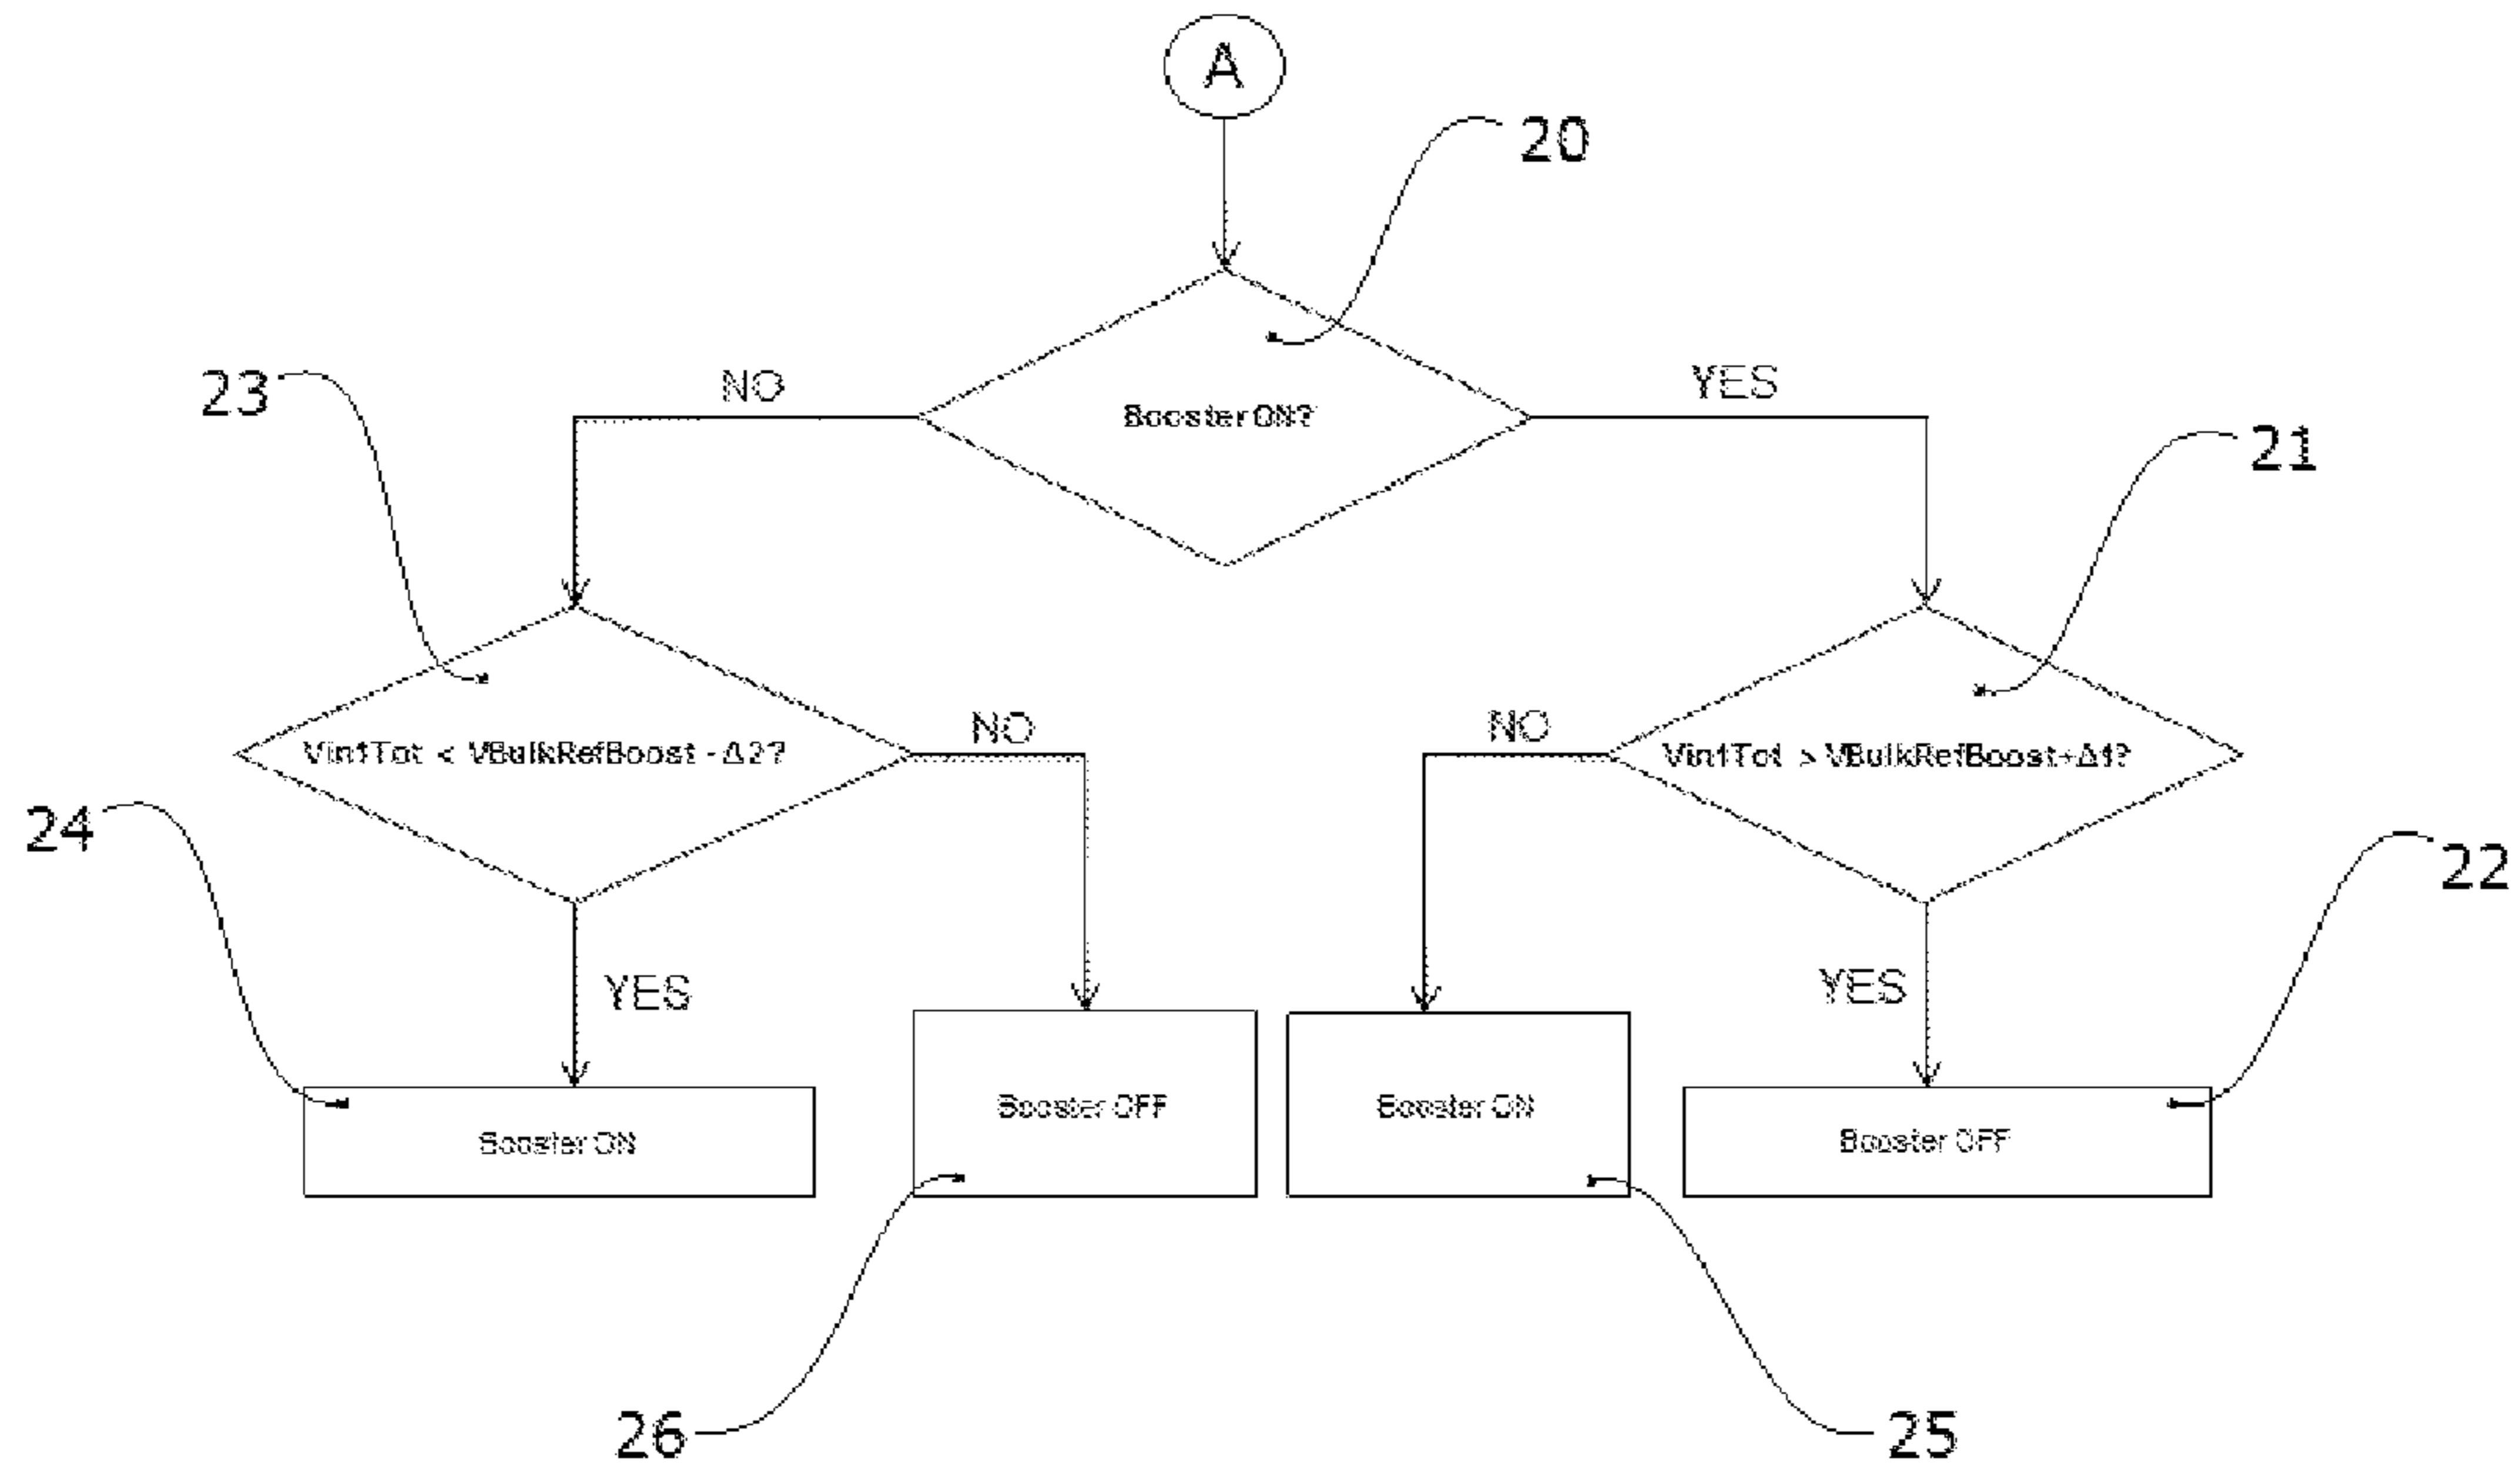 A
20
23
NO
YES
Booster ON?
21
NO
NO
Vin1Tot < VBulkRefBoost - Δ2?
Vin1Tot > VBulkRefBoost+Δ1?
24
22
YES
YES
Booster OFF
Booster ON
Booster ON
Booster OFF
26
25